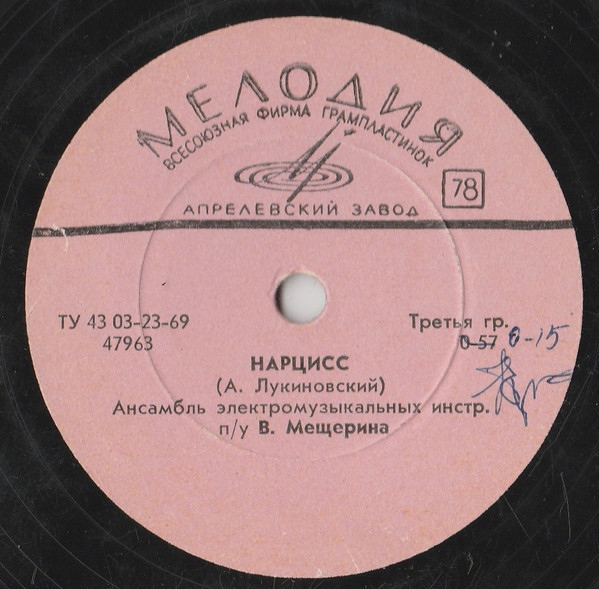 МЕЛОДИЯ
ВСЕСОЮЗНАЯ ФИРМА ГРАМПЛАСТИНОК
78
АПРЕЛЕВСКИЙ ЗАВОД
ТУ 43 03-23-69
Третья гр.
47963
0-57 0-15
НАРЦИСС
(А. Лукиновский)
Ансамбль электромузыкальных инстр.
п/у В. Мещерина